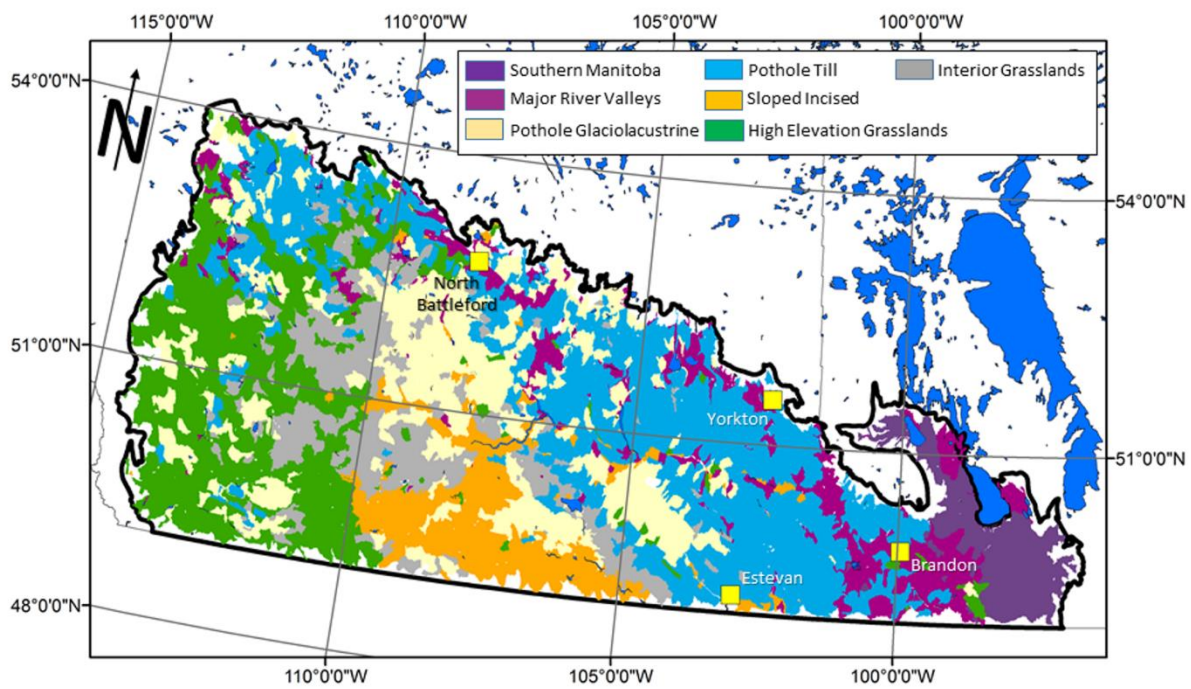 115°0'0"W 110°0'0"W 105°0'0"W 100°0'0"W
54°0'0"N
N
Southern Manitoba
Pothole Till
Interior Grasslands
Major River Valleys
Sloped Incised
Pothole Glaciolacustrine
High Elevation Grasslands
54°0'0"N
North
Battleford
51°0'0"N
Yorkton
51°0'0"N
Estevan
Brandon
48°0'0"N
110°0'0"W 105°0'0"W 100°0'0"W